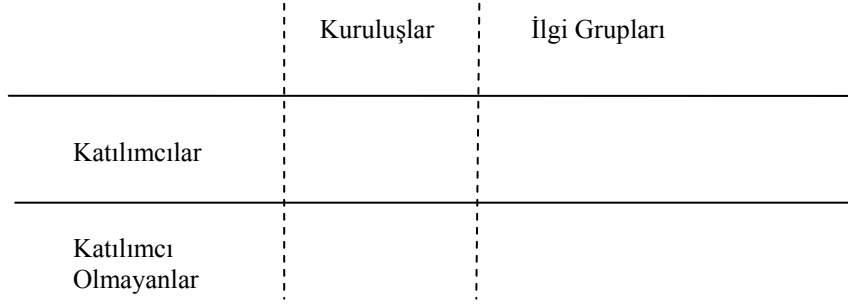 Kuruluşlar İlgi Grupları
Katılımcılar
Katılımcı
Olmayanlar